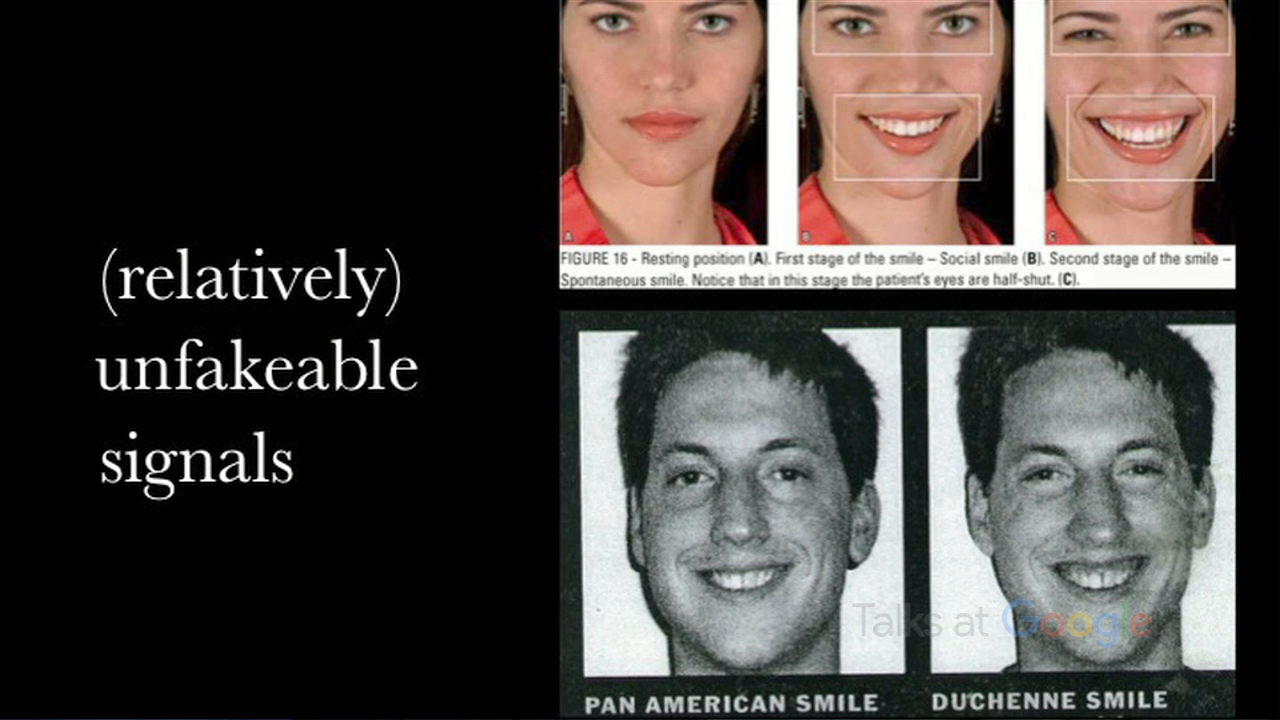 (relatively)
unfakeable
signals
A
B
C
FIGURE 16 - Resting position (A). First stage of the smile – Social smile (B). Second stage of the smile –
Spontaneous smile. Notice that in this stage the patient's eyes are half-shut. (C).
Talks at Google
PAN AMERICAN SMILE
DUCHENNE SMILE